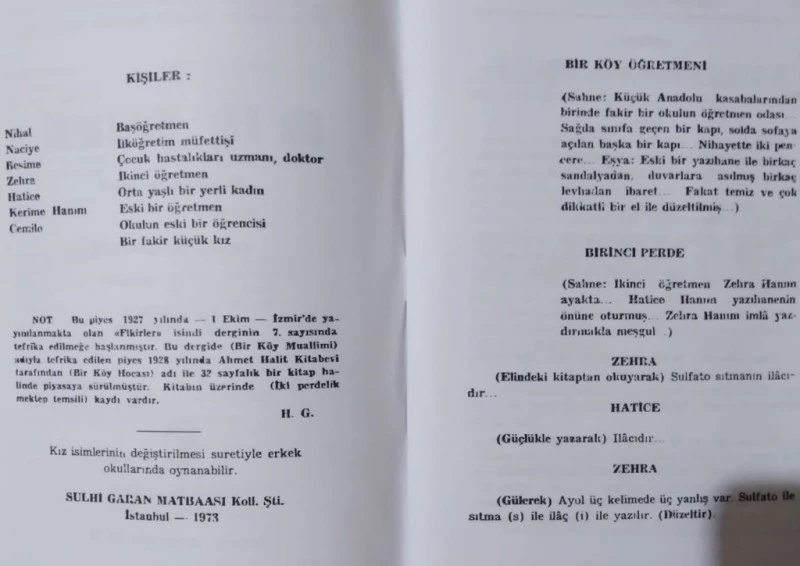 KİŞİLER :
Nihal Başöğretmen
Naciye İlköğretim müfettişi
Besime Çocuk hastalıkları uzmanı, doktor
Zehra İkinci öğretmen
Hatice Orta yaşlı bir yerli kadın
Kerime Hanım Eski bir öğretmen
Cemile Okulun eski bir öğrencisi
Bir fakir küçük kız
NOT Bu piyes 1927 yılında — 1 Ekim — İzmir'de ya-
yınlanmakta olan «Fikirler» isimli derginin 7. sayısında
tefrika edilmeğe başlanmıştır. Bu dergide (Bir Köy Muallimi)
adıyla tefrika edilen piyes 1928 yılında Ahmet Halit Kitabevi
tarafından (Bir Köy Hocası) adı ile 32 sayfalık bir kitap ha-
linde piyasaya sürülmüştür. Kitabın üzerinde (İki perdelik
mektep temsili) kaydı vardır.
H. G.
Kız isimlerinin değiştirilmesi suretiyle erkek
okullarında oynanabilir.
SULHİ GARAN MATBAASI Koll. Şti.
İstanbul — 1973
BİR KÖY ÖĞRETMENİ
(Sahne: Küçük Anadolu kasabalarından
birinde fakir bir okulun öğretmen odası...
Sağda sınıfa geçen bir kapı, solda sofaya
açılan başka bir kapı... Nihayette iki pen-
cere... Eşya: Eski bir yazıhane ile birkaç
sandalyadan, duvarlara asılmış birkaç
levhadan ibaret... Fakat temiz ve çok
dikkatli bir el ile düzeltilmiş...)
BİRİNCİ PERDE
(Sahne: İkinci öğretmen Zehra Hanım
ayakta... Hatice Hanım yazıhanenin
önüne oturmuş... Zehra Hanım imlâ yaz-
dırmakla meşgul..)
ZEHRA
(Elindeki kitaptan okuyarak) Sulfato sıtmanın ilâcı-
dır...
HATİCE
(Güçlükle yazarak) İlâcıdır...
ZEHRA
(Gülerek) Ayol üç kelimede üç yanlış var. Sulfato ile
sıtma (s) ile ilâç (i) ile yazılır. (Düzeltir).